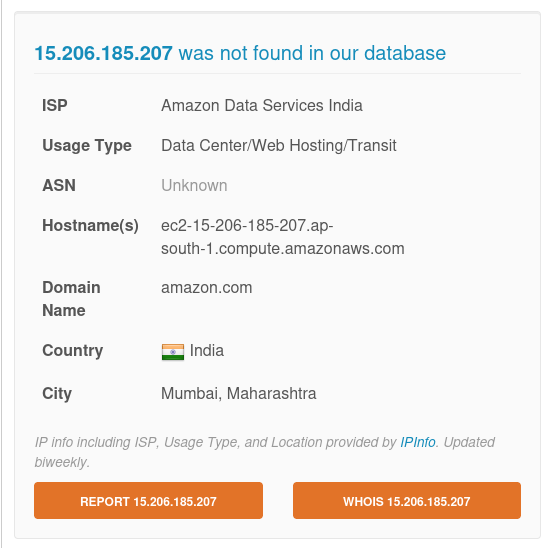 15.206.185.207 was not found in our database
ISP Amazon Data Services India
Usage Type Data Center/Web Hosting/Transit
ASN Unknown
Hostname(s) ec2-15-206-185-207.ap-
south-1.compute.amazonaws.com
Domain amazon.com
Name
Country India
City Mumbai, Maharashtra
IP info including ISP, Usage Type, and Location provided by IPInfo. Updated
biweekly.
REPORT 15.206.185.207 WHOIS 15.206.185.207